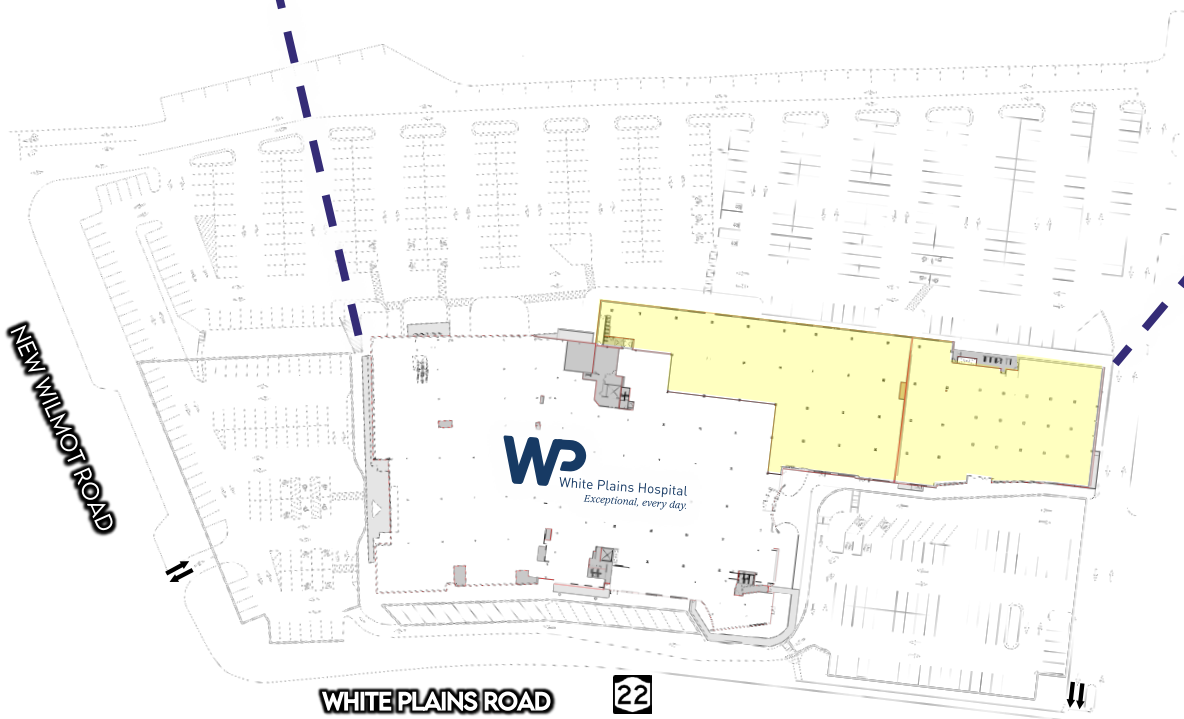 NEW WILMOT ROAD
WP
White Plains Hospital
Exceptional, every day.
WHITE PLAINS ROAD
22